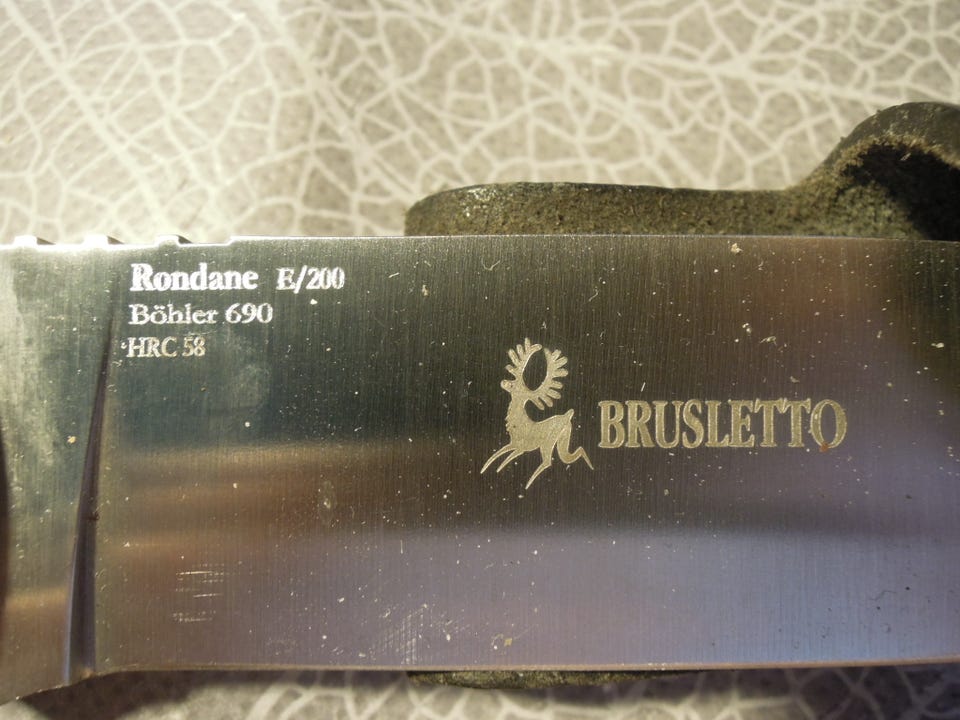 Rondane E/200
Böhler 690
HRC 58
BRUSLETTO